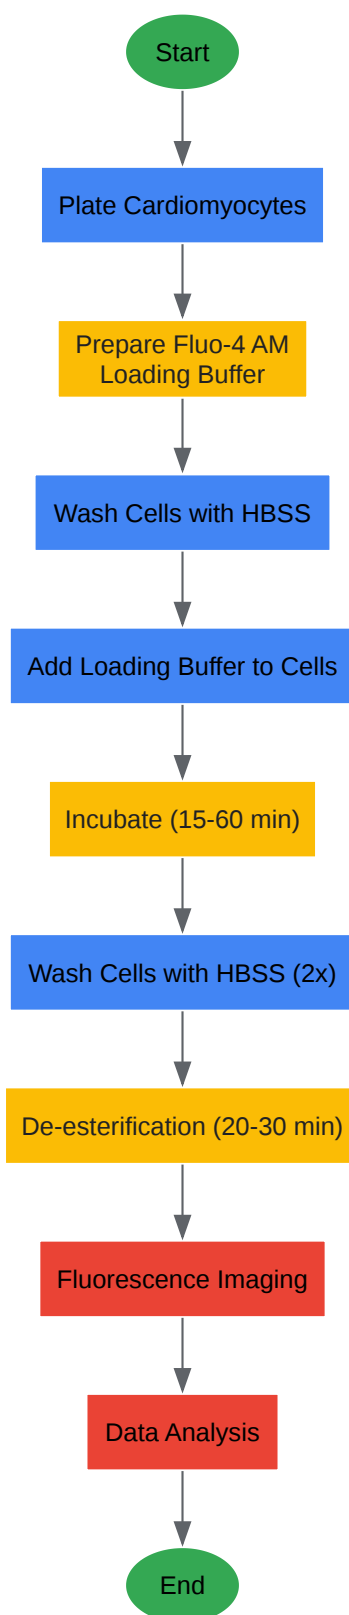 Start
Plate Cardiomyocytes
Prepare Fluo-4 AM
Loading Buffer
Wash Cells with HBSS
Add Loading Buffer to Cells
Incubate (15-60 min)
Wash Cells with HBSS (2x)
De-esterification (20-30 min)
Fluorescence Imaging
Data Analysis
End